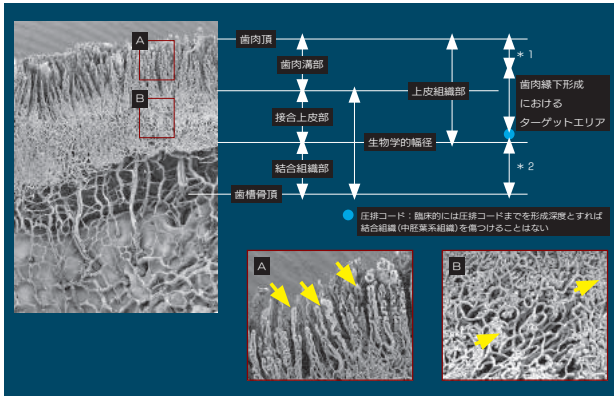 A
B
歯肉頂
歯肉溝部
接合上皮部
結合組織部
歯槽骨頂
上皮組織部
生物学的幅径
*1
歯肉縁下形成
における
ターゲットエリア
*2
圧排コード：臨床的には圧排コードまでを形成深度とすれば
結合組織（中胚葉系組織）を傷つけることはない
A
B